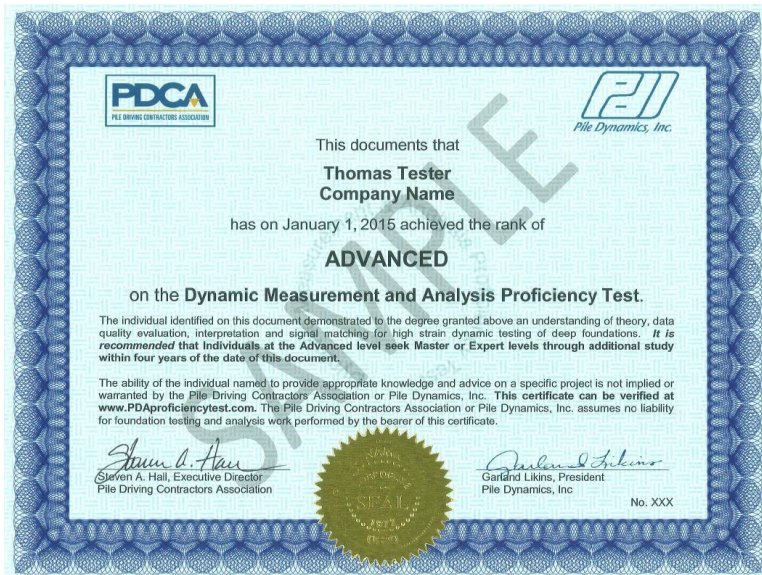 PDCA
PILE DRIVING CONTRACTORS ASSOCIATION
Pile Dynamics, Inc.
This documents that
Thomas Tester
Company Name
has on January 1, 2015 achieved the rank of
ADVANCED
on the Dynamic Measurement and Analysis Proficiency Test.
The individual identified on this document demonstrated to the degree granted above an understanding of theory, data
quality evaluation, interpretation and signal matching for high strain dynamic testing of deep foundations. It is
recommended that Individuals at the Advanced level seek Master or Expert levels through additional study
within four years of the date of this document.
The ability of the individual named to provide appropriate knowledge and advice on a specific project is not implied or
warranted by the Pile Driving Contractors Association or Pile Dynamics, Inc. This certificate can be verified at
www.PDAproficiencytest.com. The Pile Driving Contractors Association or Pile Dynamics, Inc. assumes no liability
for foundation testing and analysis work performed by the bearer of this certificate.
SAMPLE
Steven A. Hall
Steven A. Hall, Executive Director
Pile Driving Contractors Association
SEAL
1972
Garland Likins
Garland Likins, President
Pile Dynamics, Inc
No. XXX